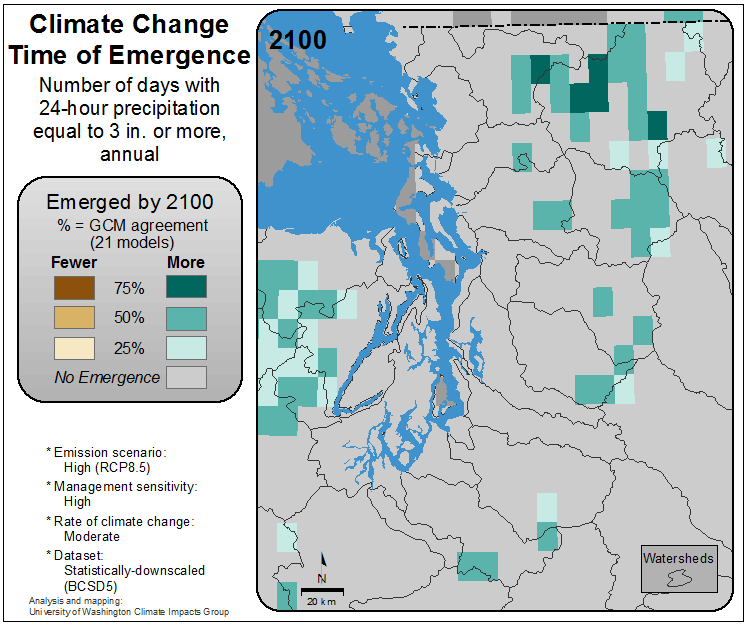 Climate Change
Time of Emergence
Number of days with
24-hour precipitation
equal to 3 in. or more,
annual
Emerged by 2100
% = GCM agreement
(21 models)
Fewer More
75%
50%
25%
No Emergence
* Emission scenario:
High (RCP8.5)
* Management sensitivity:
High
* Rate of climate change:
Moderate
* Dataset:
Statistically-downscaled
(BCSD5)
Analysis and mapping:
University of Washington Climate Impacts Group
2100
N
20 km
Watersheds